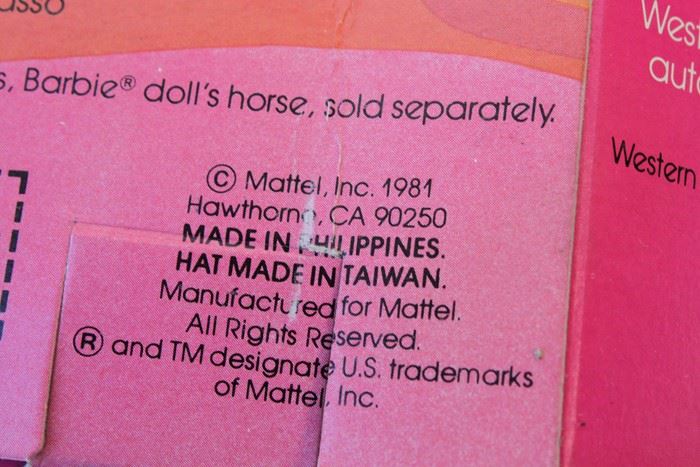 s, Barbie® doll's horse, sold separately.
© Mattel, Inc. 1981
Hawthorne, CA 90250
MADE IN PHILIPPINES.
HAT MADE IN TAIWAN.
Manufactured for Mattel.
All Rights Reserved.
® and TM designate U.S. trademarks
of Mattel, Inc.
West
auto
Western